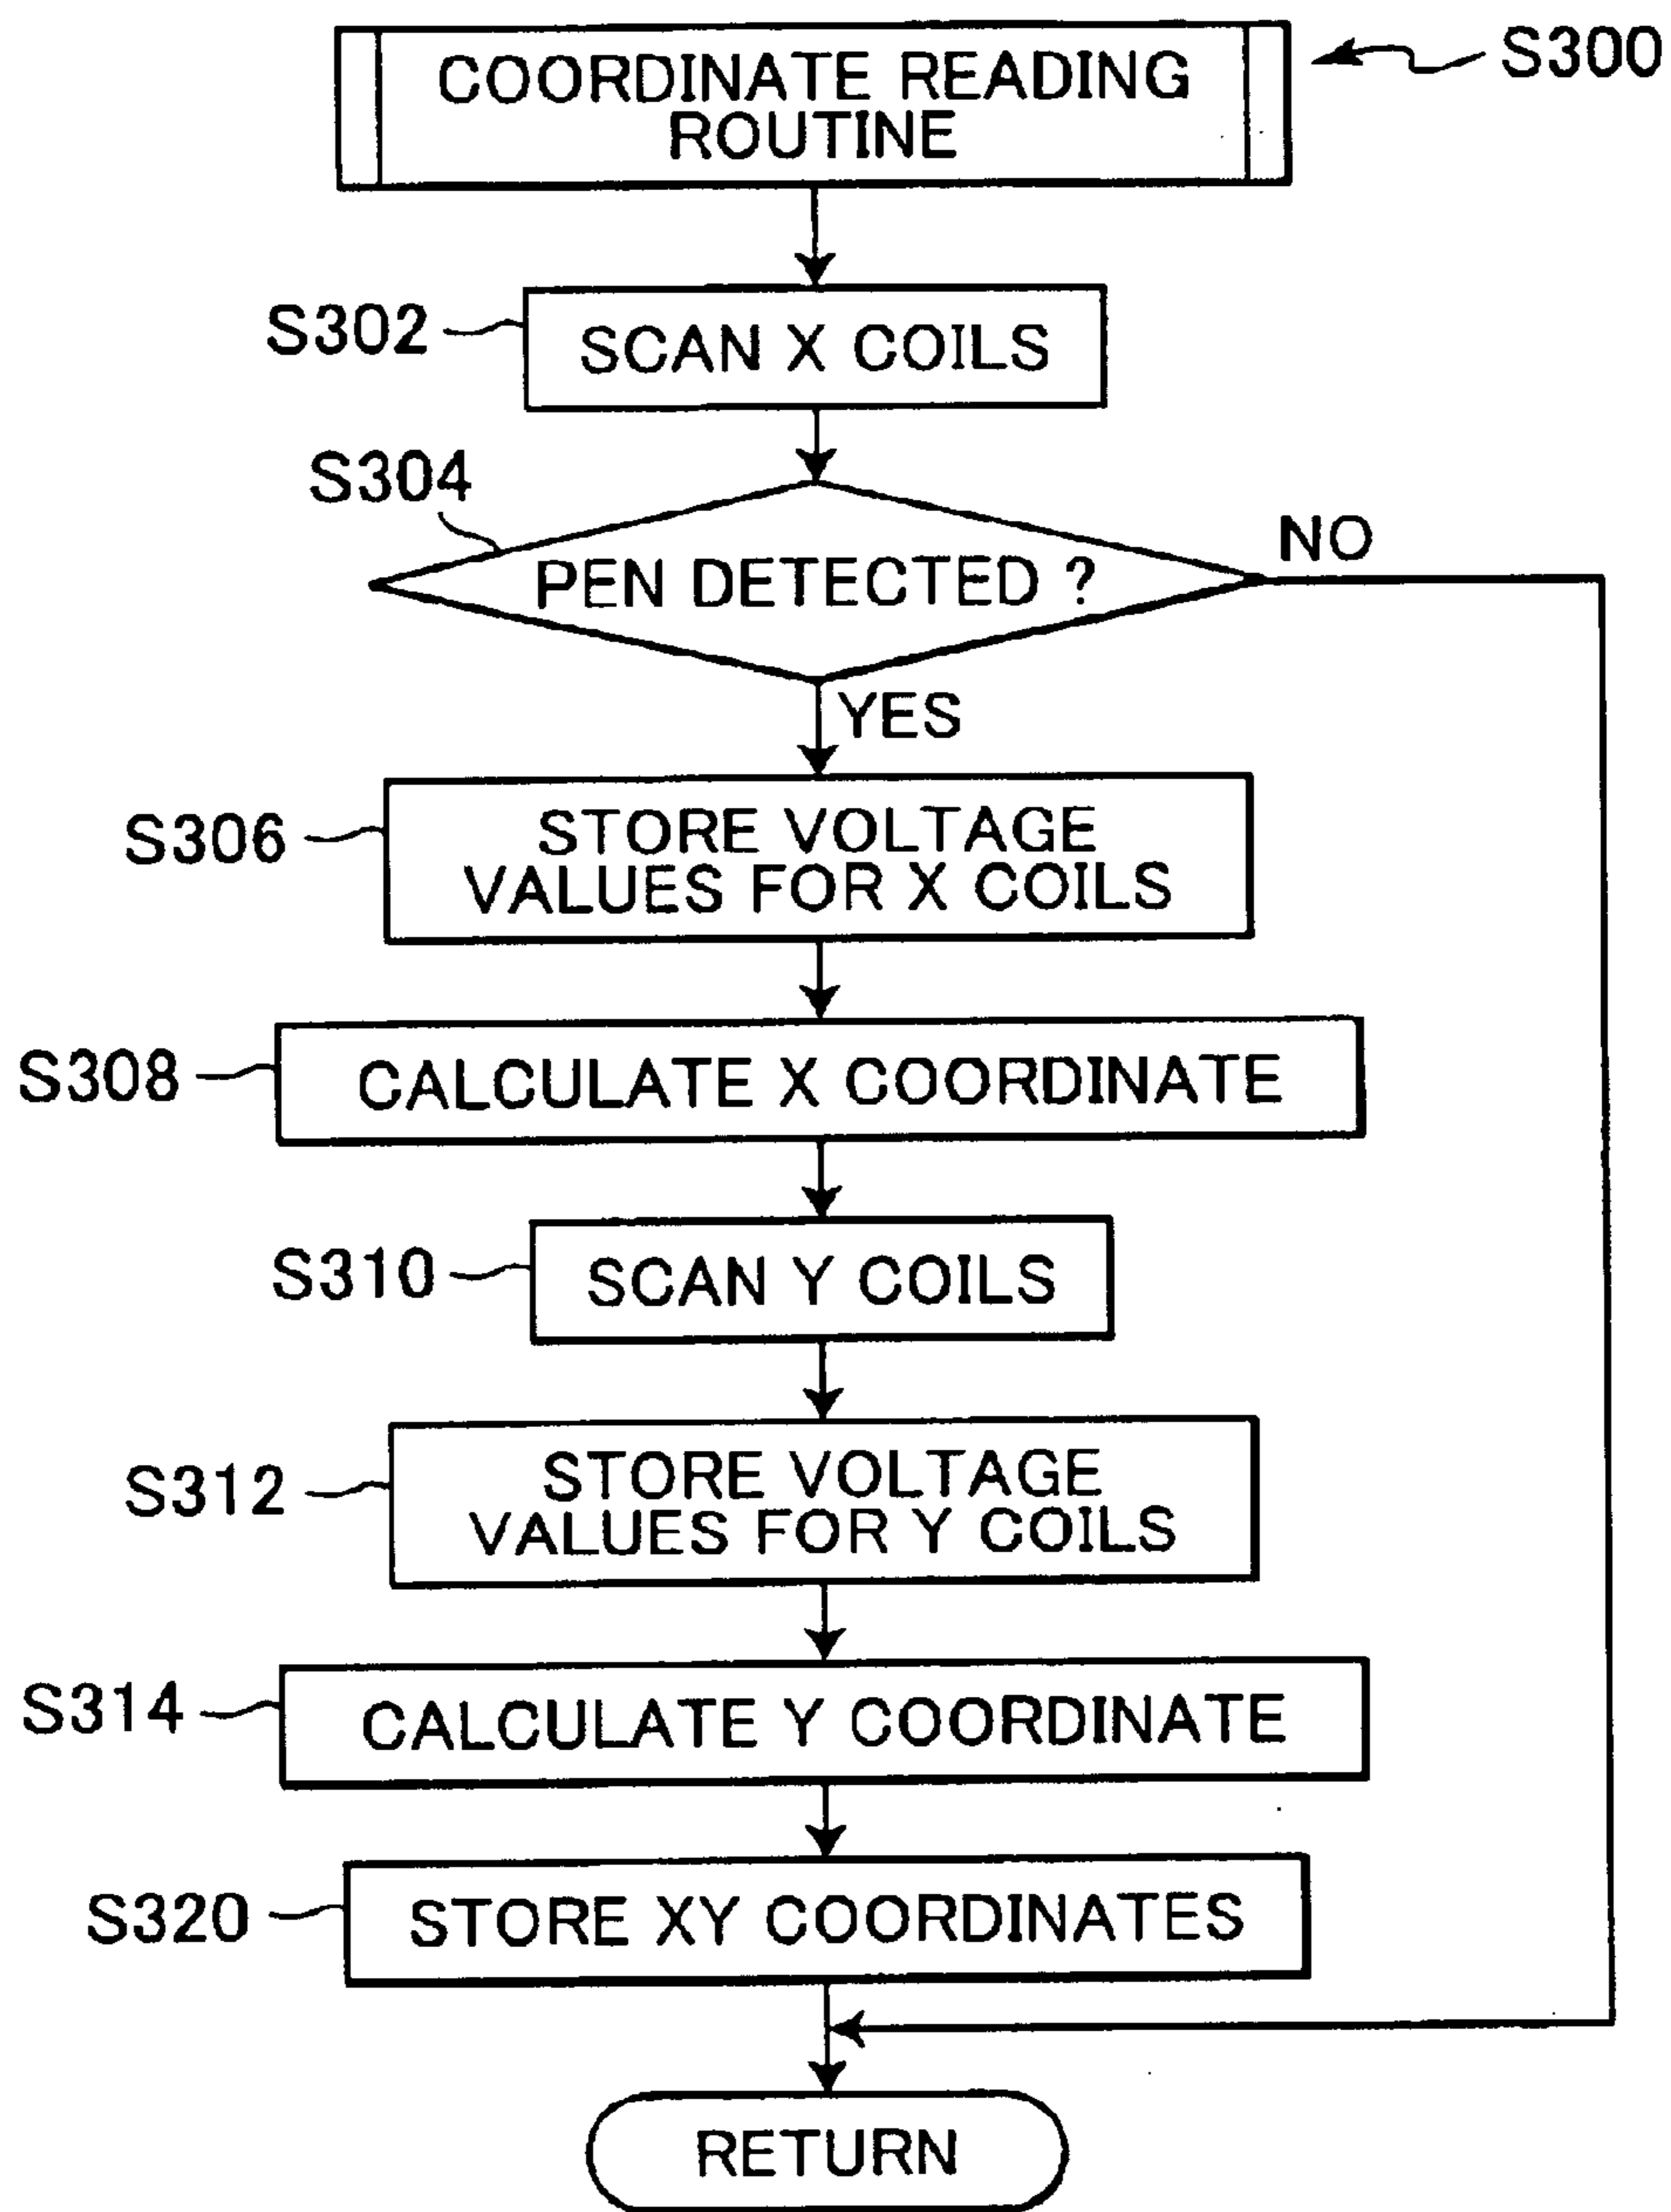 COORDINATE READING
ROUTINE
S300
S302
SCAN X COILS
S304
PEN DETECTED ?
NO
YES
S306
STORE VOLTAGE
VALUES FOR X COILS
S308
CALCULATE X COORDINATE
S310
SCAN Y COILS
S312
STORE VOLTAGE
VALUES FOR Y COILS
S314
CALCULATE Y COORDINATE
S320
STORE XY COORDINATES
RETURN